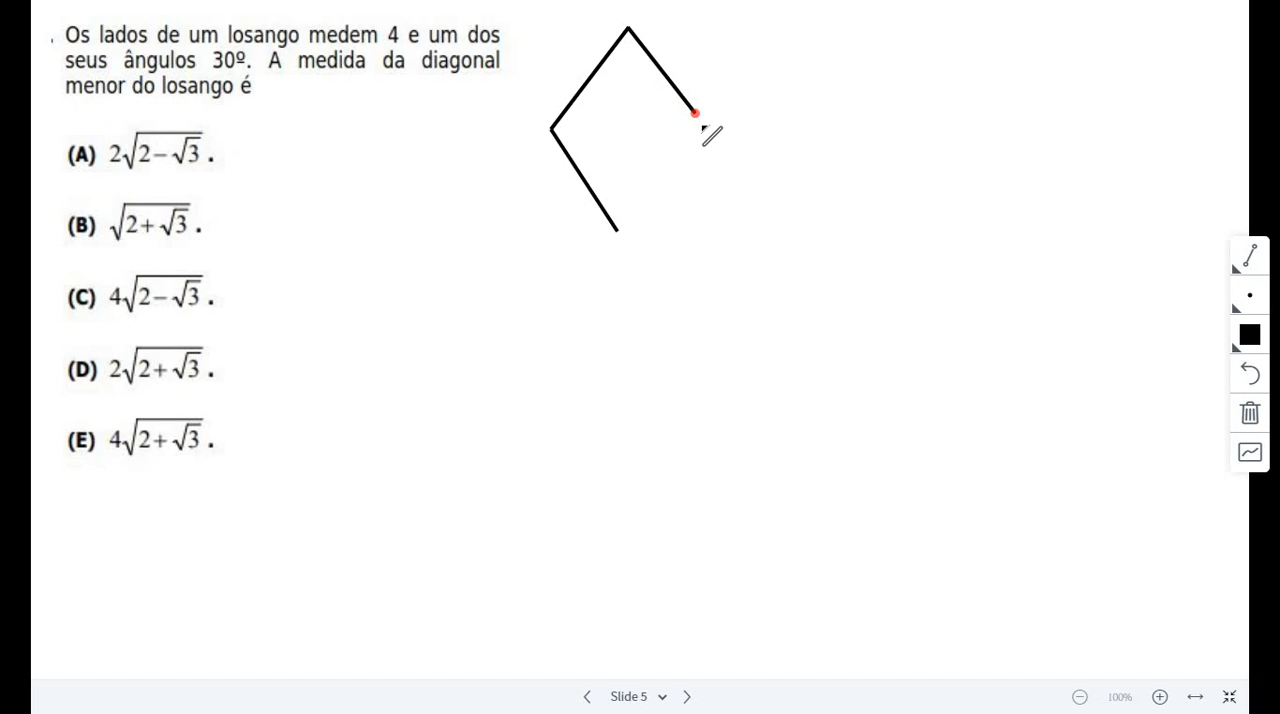 Os lados de um losango medem 4 e um dos
seus ângulos 30º. A medida da diagonal
menor do losango é
(A) 2√(2−√3) .
(B) √(2+√3) .
(C) 4√(2−√3) .
(D) 2√(2+√3) .
(E) 4√(2+√3) .
Slide 5
100%